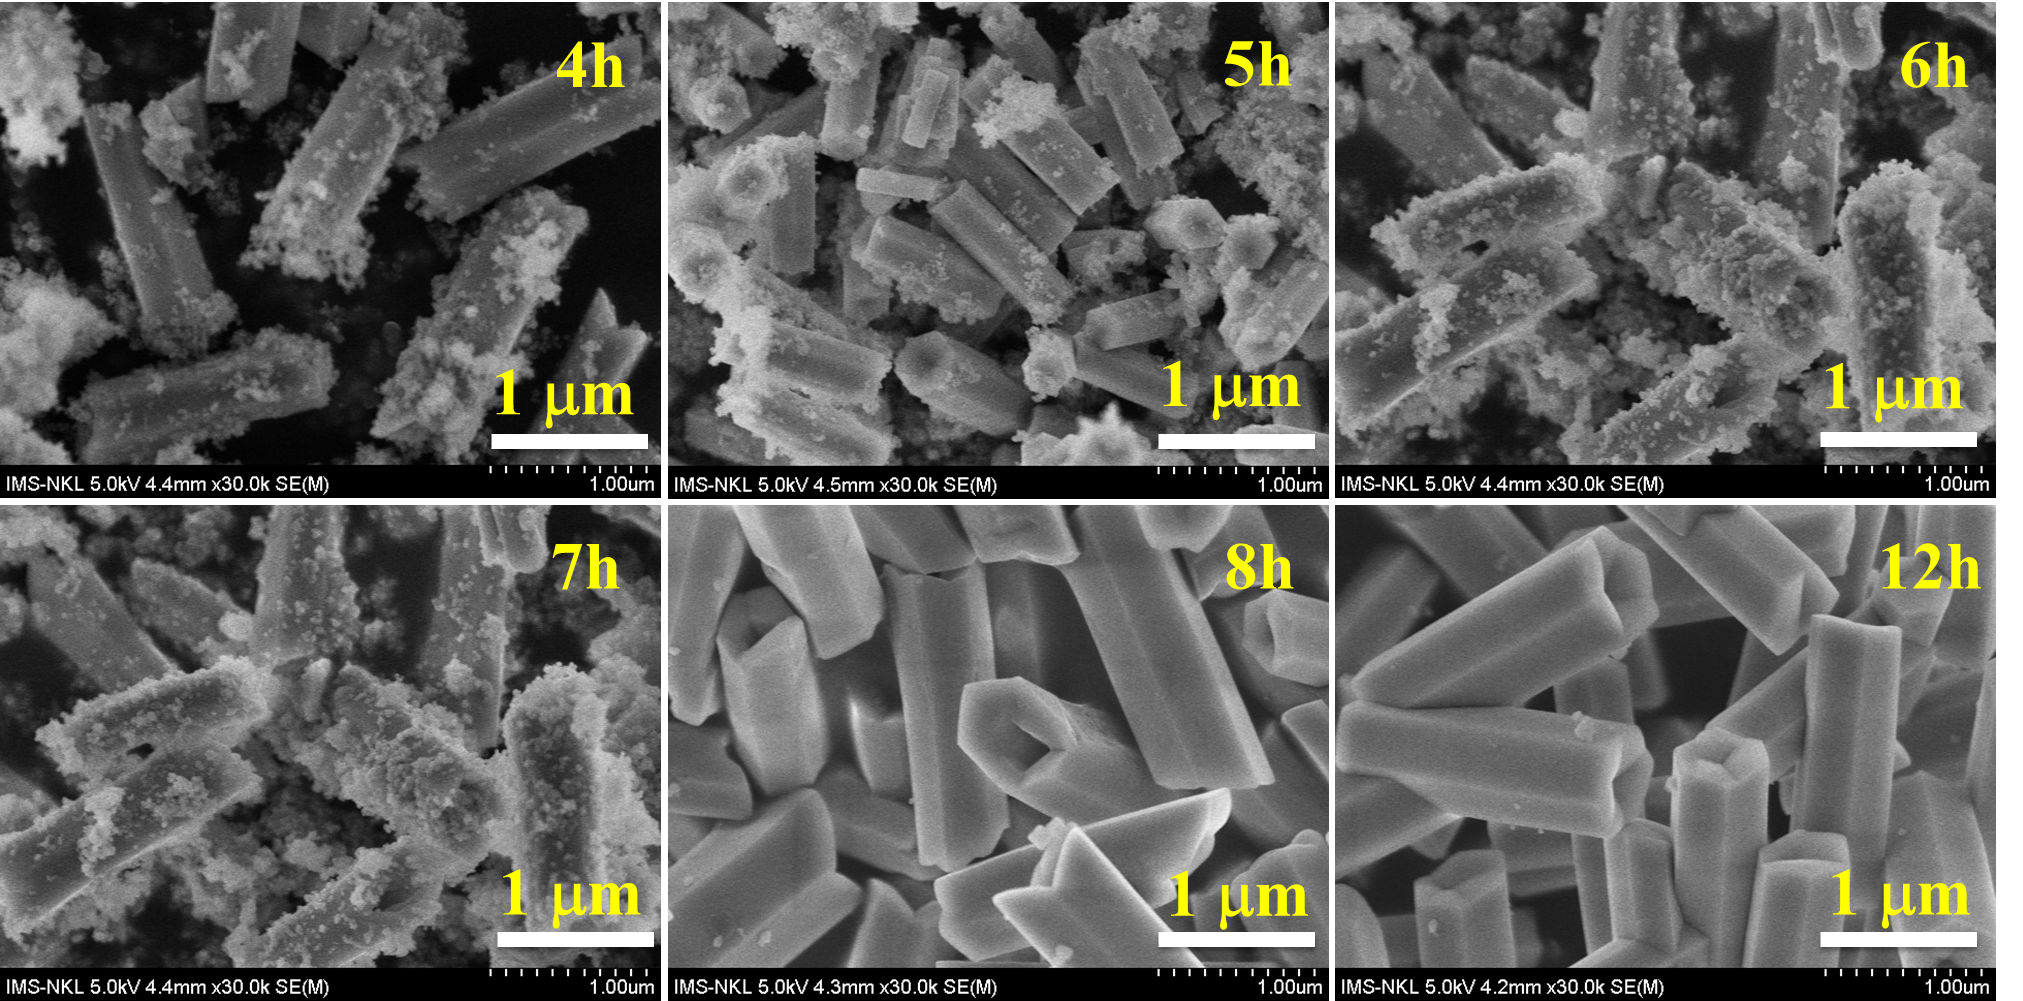 4h
1 μm
IMS-NKL 5.0kV 4.4mm x30.0k SE(M) 1.00um
5h
1 μm
IMS-NKL 5.0kV 4.5mm x30.0k SE(M) 1.00um
6h
1 μm
IMS-NKL 5.0kV 4.4mm x30.0k SE(M) 1.00um
7h
1 μm
IMS-NKL 5.0kV 4.4mm x30.0k SE(M) 1.00um
8h
1 μm
IMS-NKL 5.0kV 4.3mm x30.0k SE(M) 1.00um
12h
1 μm
IMS-NKL 5.0kV 4.2mm x30.0k SE(M) 1.00um